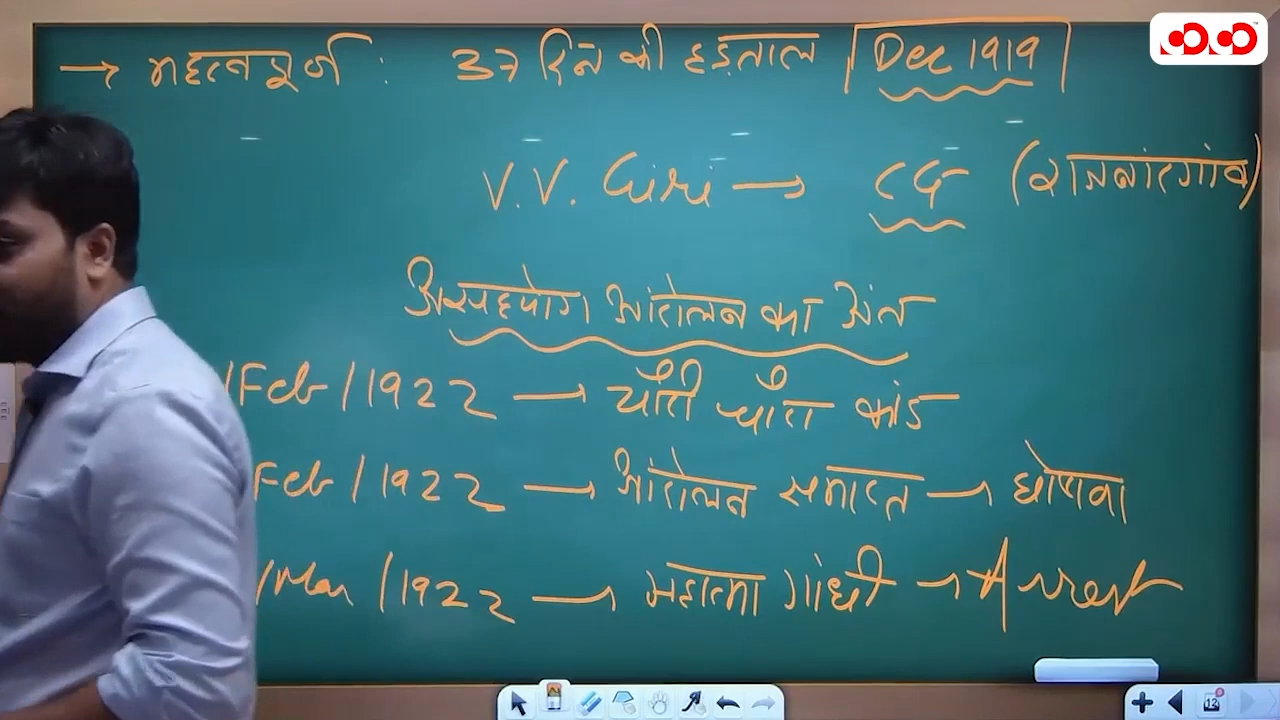 → महत्वपूर्ण : 37 दिन की हड़ताल Dec 1919
V.V. Giri → CG (राजनांदगांव)
असहयोग आंदोलन का अंत
/Feb/1922 → चौरी चौरा कांड
Feb/1922 → आंदोलन समाप्त → घोषणा
/Mar/1922 → महात्मा गांधी → Arrest
12